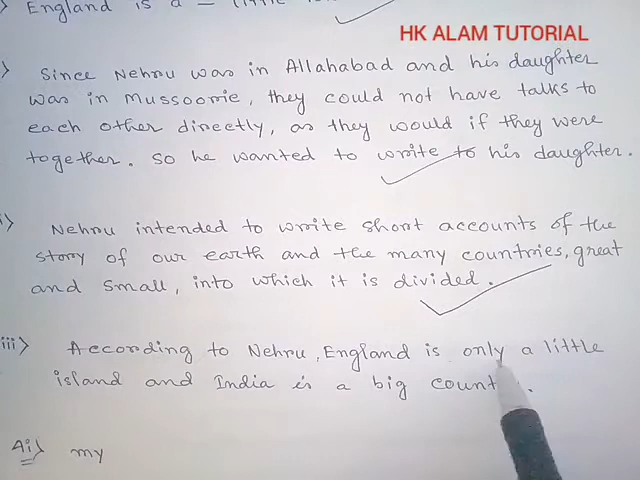 England is a - little
HK ALAM TUTORIAL
> Since Nehru was in Allahabad and his daughter
was in Mussoorie, they could not have talks to
each other directly, as they would if they were
together. So he wanted to write to his daughter.
i> Nehru intended to write short accounts of the
story of our earth and the many countries, great
and small, into which it is divided.
iii> According to Nehru, England is only a little
island and India is a big count .
Ai> my